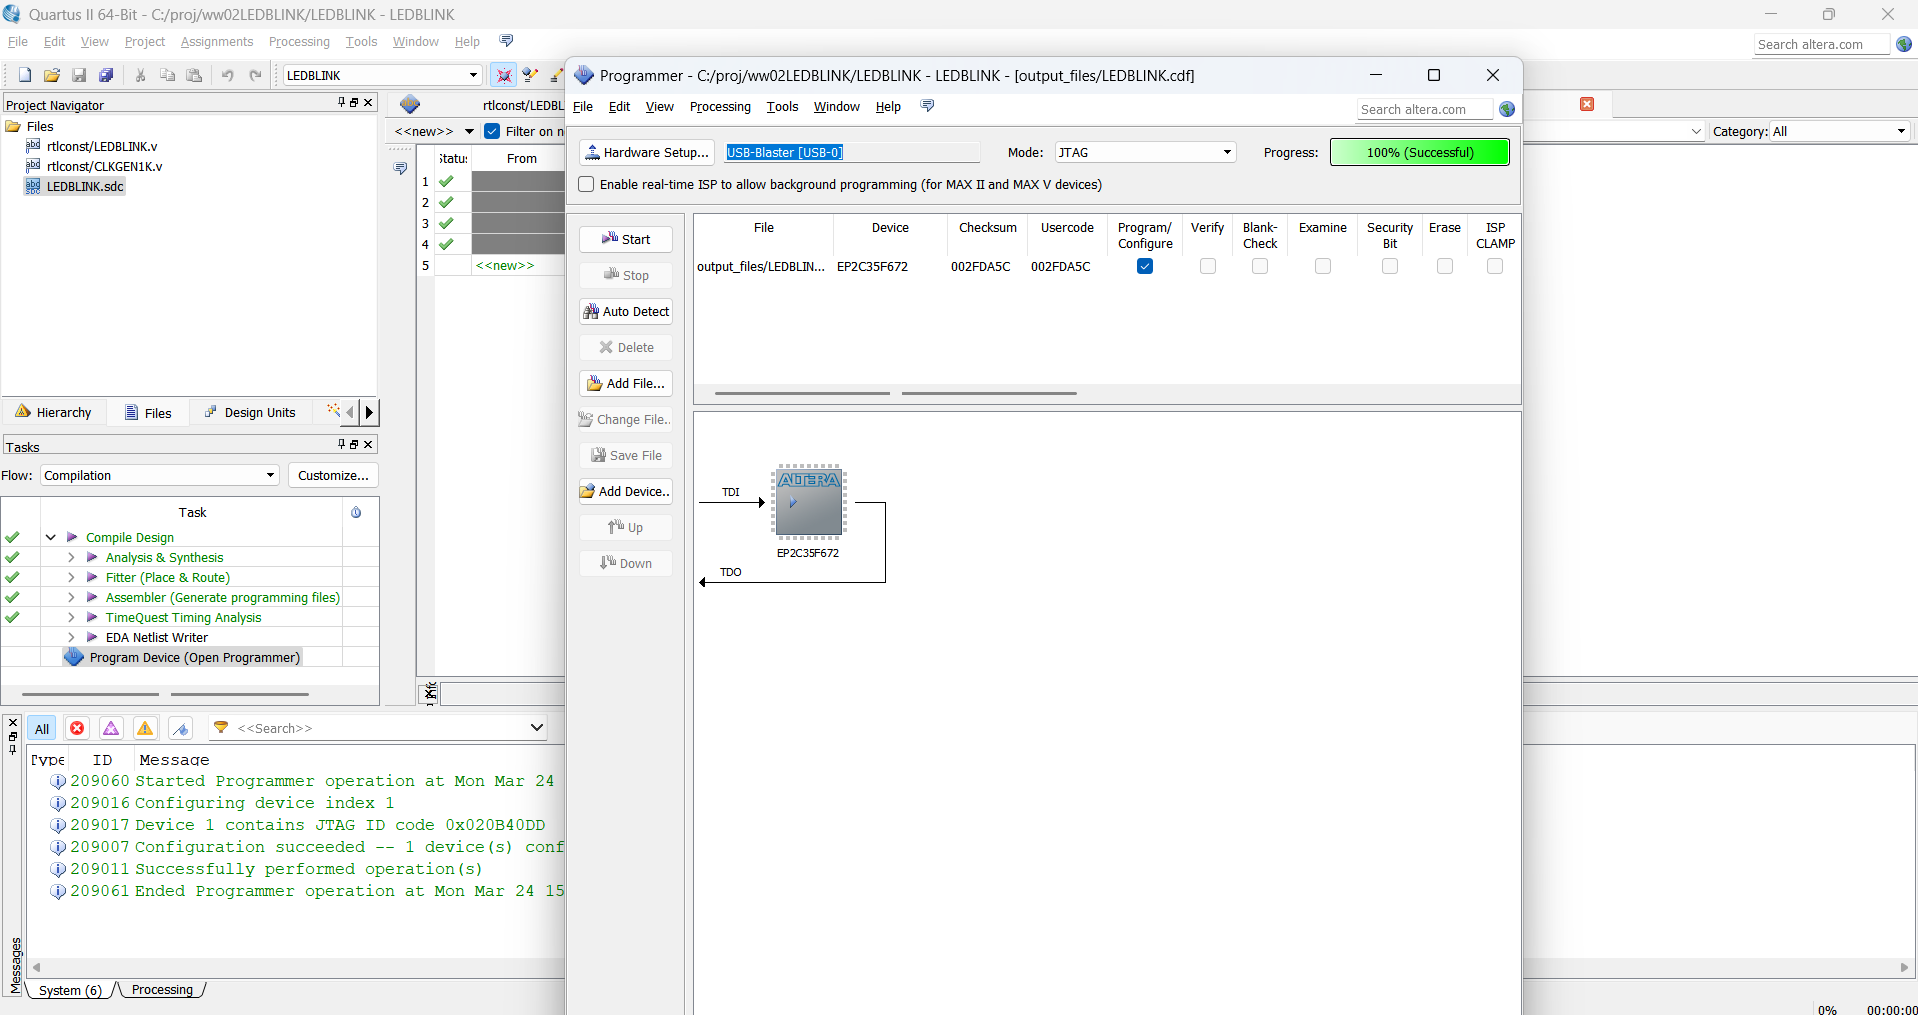 Quartus II 64-Bit - C:/proj/ww02LEDBLINK/LEDBLINK - LEDBLINK
File Edit View Project Assignments Processing Tools Window Help
Search altera.com
LEDBLINK
Project Navigator
Files
rtlconst/LEDBLINK.v
rtlconst/CLKGEN1K.v
LEDBLINK.sdc
Hierarchy Files Design Units
Tasks
Flow: Compilation Customize...
Task
Compile Design
Analysis & Synthesis
Fitter (Place & Route)
Assembler (Generate programming files)
TimeQuest Timing Analysis
EDA Netlist Writer
Program Device (Open Programmer)
rtlconst/LEDBL
<<new>> Filter on n
Category: All
Statu: From
1
2
3
4
5 <<new>>
Programmer - C:/proj/ww02LEDBLINK/LEDBLINK - LEDBLINK - [output_files/LEDBLINK.cdf]
File Edit View Processing Tools Window Help
Search altera.com
Hardware Setup... USB-Blaster [USB-0] Mode: JTAG Progress: 100% (Successful)
Enable real-time ISP to allow background programming (for MAX II and MAX V devices)
Start
Stop
Auto Detect
Delete
Add File...
Change File..
Save File
Add Device..
Up
Down
File Device Checksum Usercode Program/ Configure Verify Blank- Check Examine Security Bit Erase ISP CLAMP
output_files/LEDBLIN... EP2C35F672 002FDA5C 002FDA5C
ALTERA
TDI
EP2C35F672
TDO
All <<Search>>
Type ID Message
209060 Started Programmer operation at Mon Mar 24
209016 Configuring device index 1
209017 Device 1 contains JTAG ID code 0x020B40DD
209007 Configuration succeeded -- 1 device(s) conf
209011 Successfully performed operation(s)
209061 Ended Programmer operation at Mon Mar 24 15
Messages
System (6) Processing
0% 00:00:00